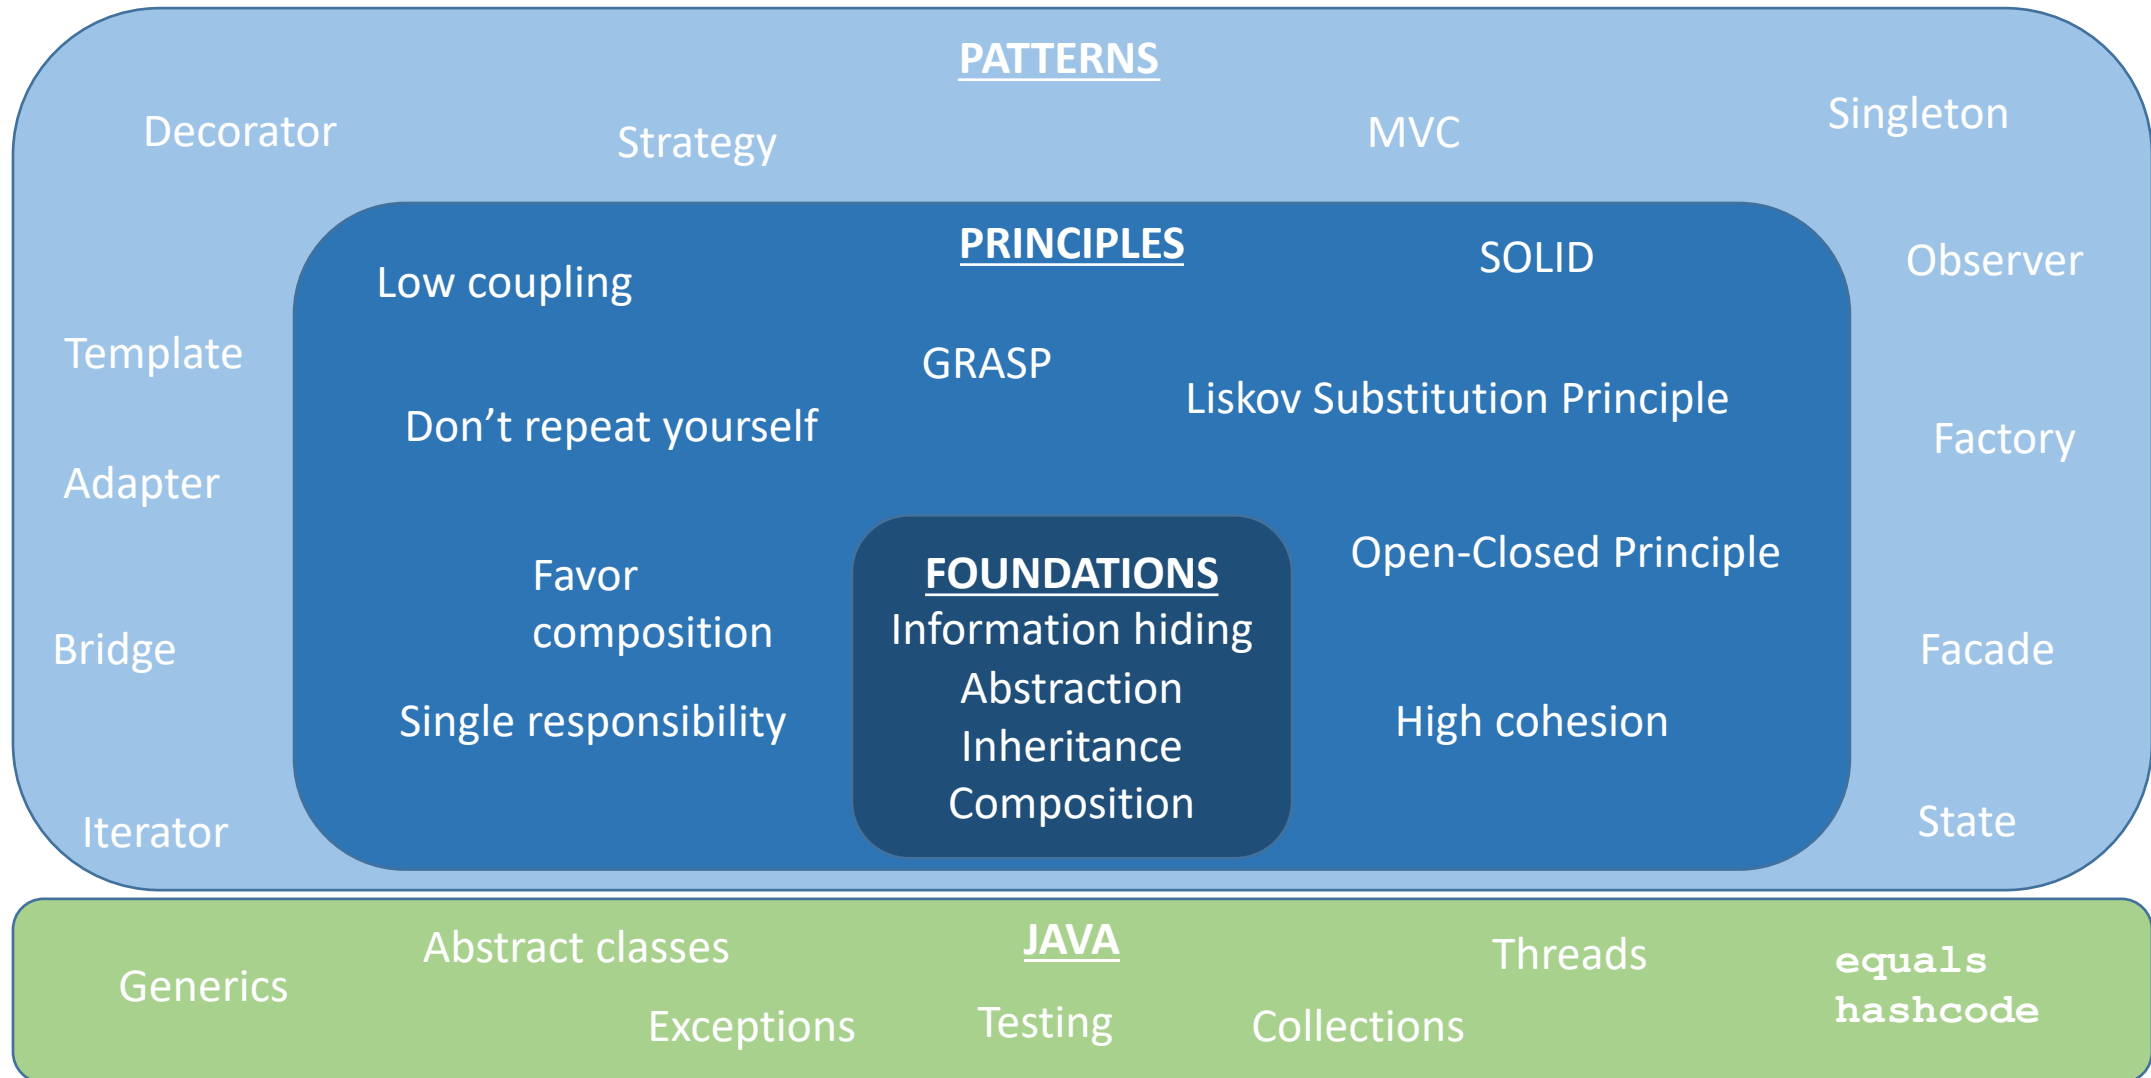 PATTERNS
Decorator
Strategy
MVC
Singleton
Observer
Template
Factory
Adapter
Bridge
Facade
Iterator
State
PRINCIPLES
SOLID
Low coupling
GRASP
Liskov Substitution Principle
Don’t repeat yourself
Open-Closed Principle
Favor
composition
Single responsibility
High cohesion
FOUNDATIONS
Information hiding
Abstraction
Inheritance
Composition
JAVA
Abstract classes
Threads
equals
hashcode
Generics
Exceptions
Testing
Collections